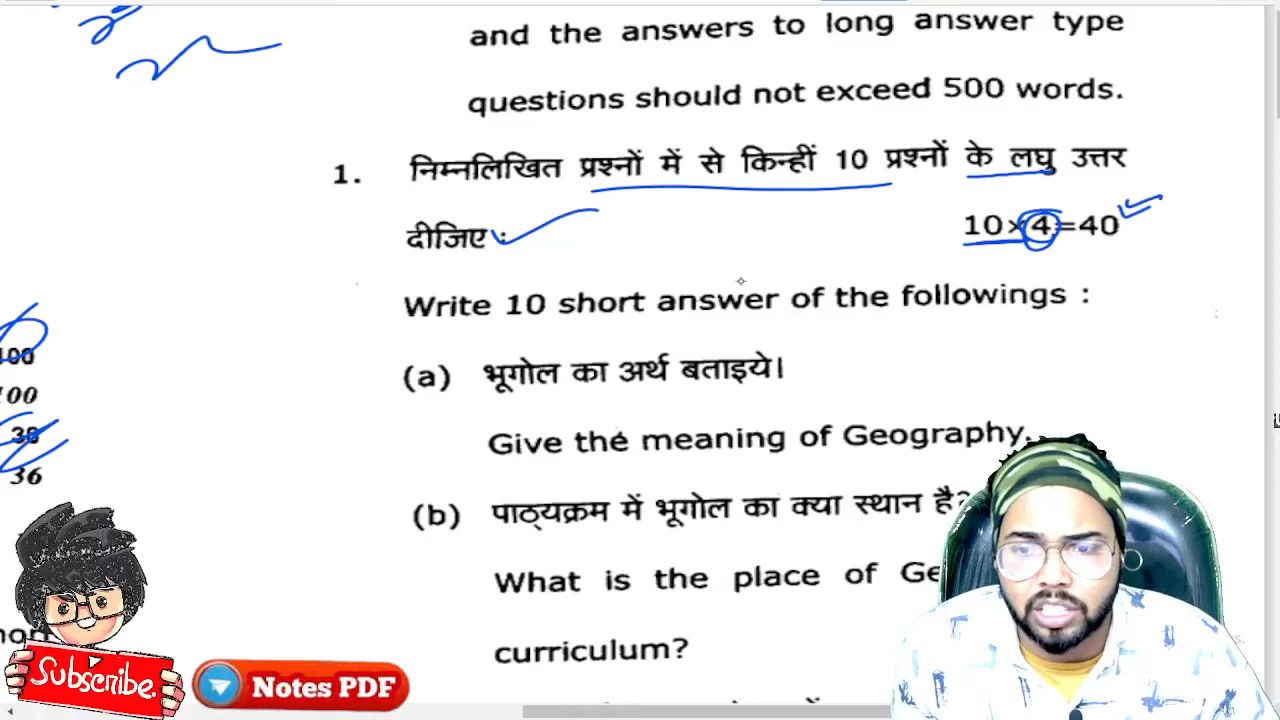 and the answers to long answer type
questions should not exceed 500 words.
1. निम्नलिखित प्रश्नों में से किन्हीं 10 प्रश्नों के लघु उत्तर
दीजिए : 10×4=40
Write 10 short answer of the followings :
(a) भूगोल का अर्थ बताइये।
Give the meaning of Geography.
(b) पाठ्यक्रम में भूगोल का क्या स्थान है?
What is the place of
curriculum?
100
100
38
36
Subscribe.
Notes PDF